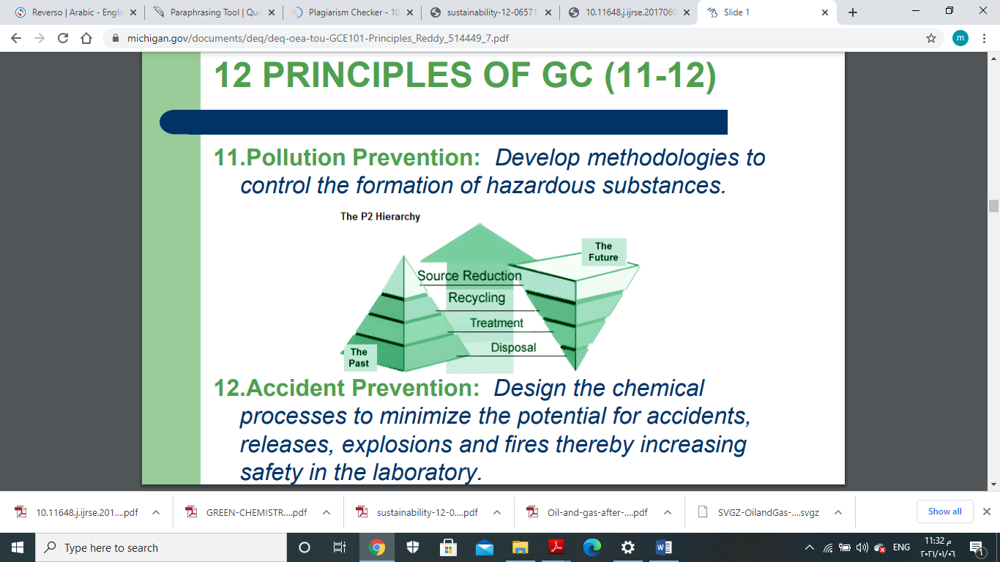 Reverso | Arabic - Englis
Paraphrasing Tool | Quil
Plagiarism Checker - 10
sustainability-12-06571
10.11648.j.ijrse.2017060
Slide 1
michigan.gov/documents/deq/deq-oea-tou-GCE101-Principles_Reddy_514449_7.pdf
m
12 PRINCIPLES OF GC (11-12)
11.Pollution Prevention: Develop methodologies to
control the formation of hazardous substances.
The P2 Hierarchy
The
Future
Source Reduction
Recycling
Treatment
Disposal
The
Past
12.Accident Prevention: Design the chemical
processes to minimize the potential for accidents,
releases, explosions and fires thereby increasing
safety in the laboratory.
10.11648.j.ijrse.201....pdf
GREEN-CHEMISTR....pdf
sustainability-12-0....pdf
Oil-and-gas-after-....pdf
SVGZ-OilandGas-....svgz
Show all
Type here to search
ENG
11:32 م
٢٠٢١/٠١/٠٦
1